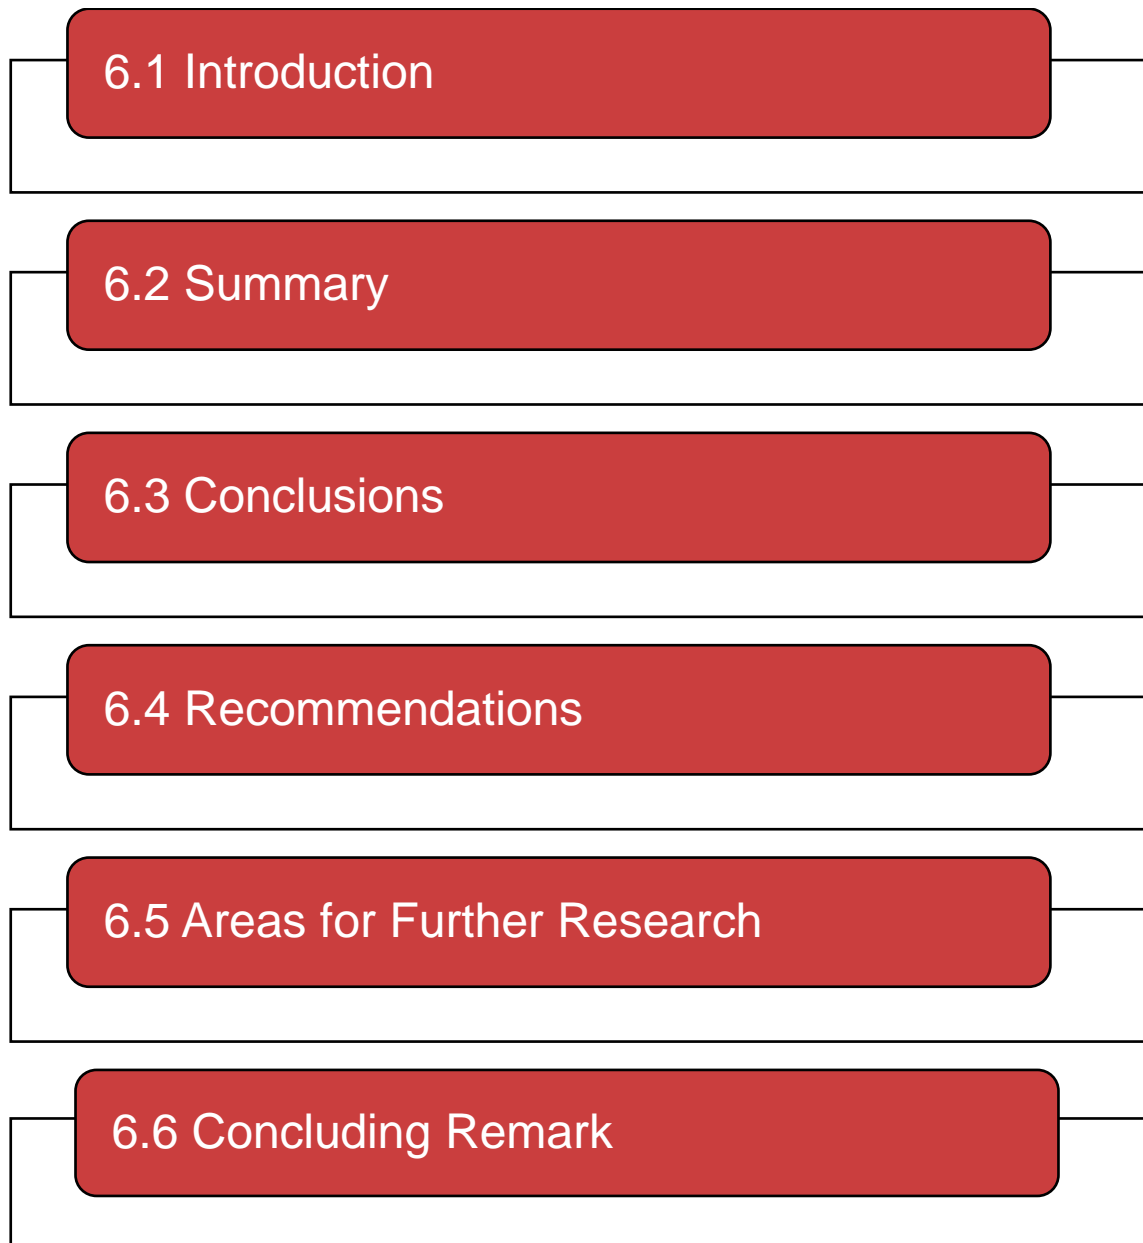 6.1 Introduction
6.2 Summary
6.3 Conclusions
6.4 Recommendations
6.5 Areas for Further Research
6.6 Concluding Remark